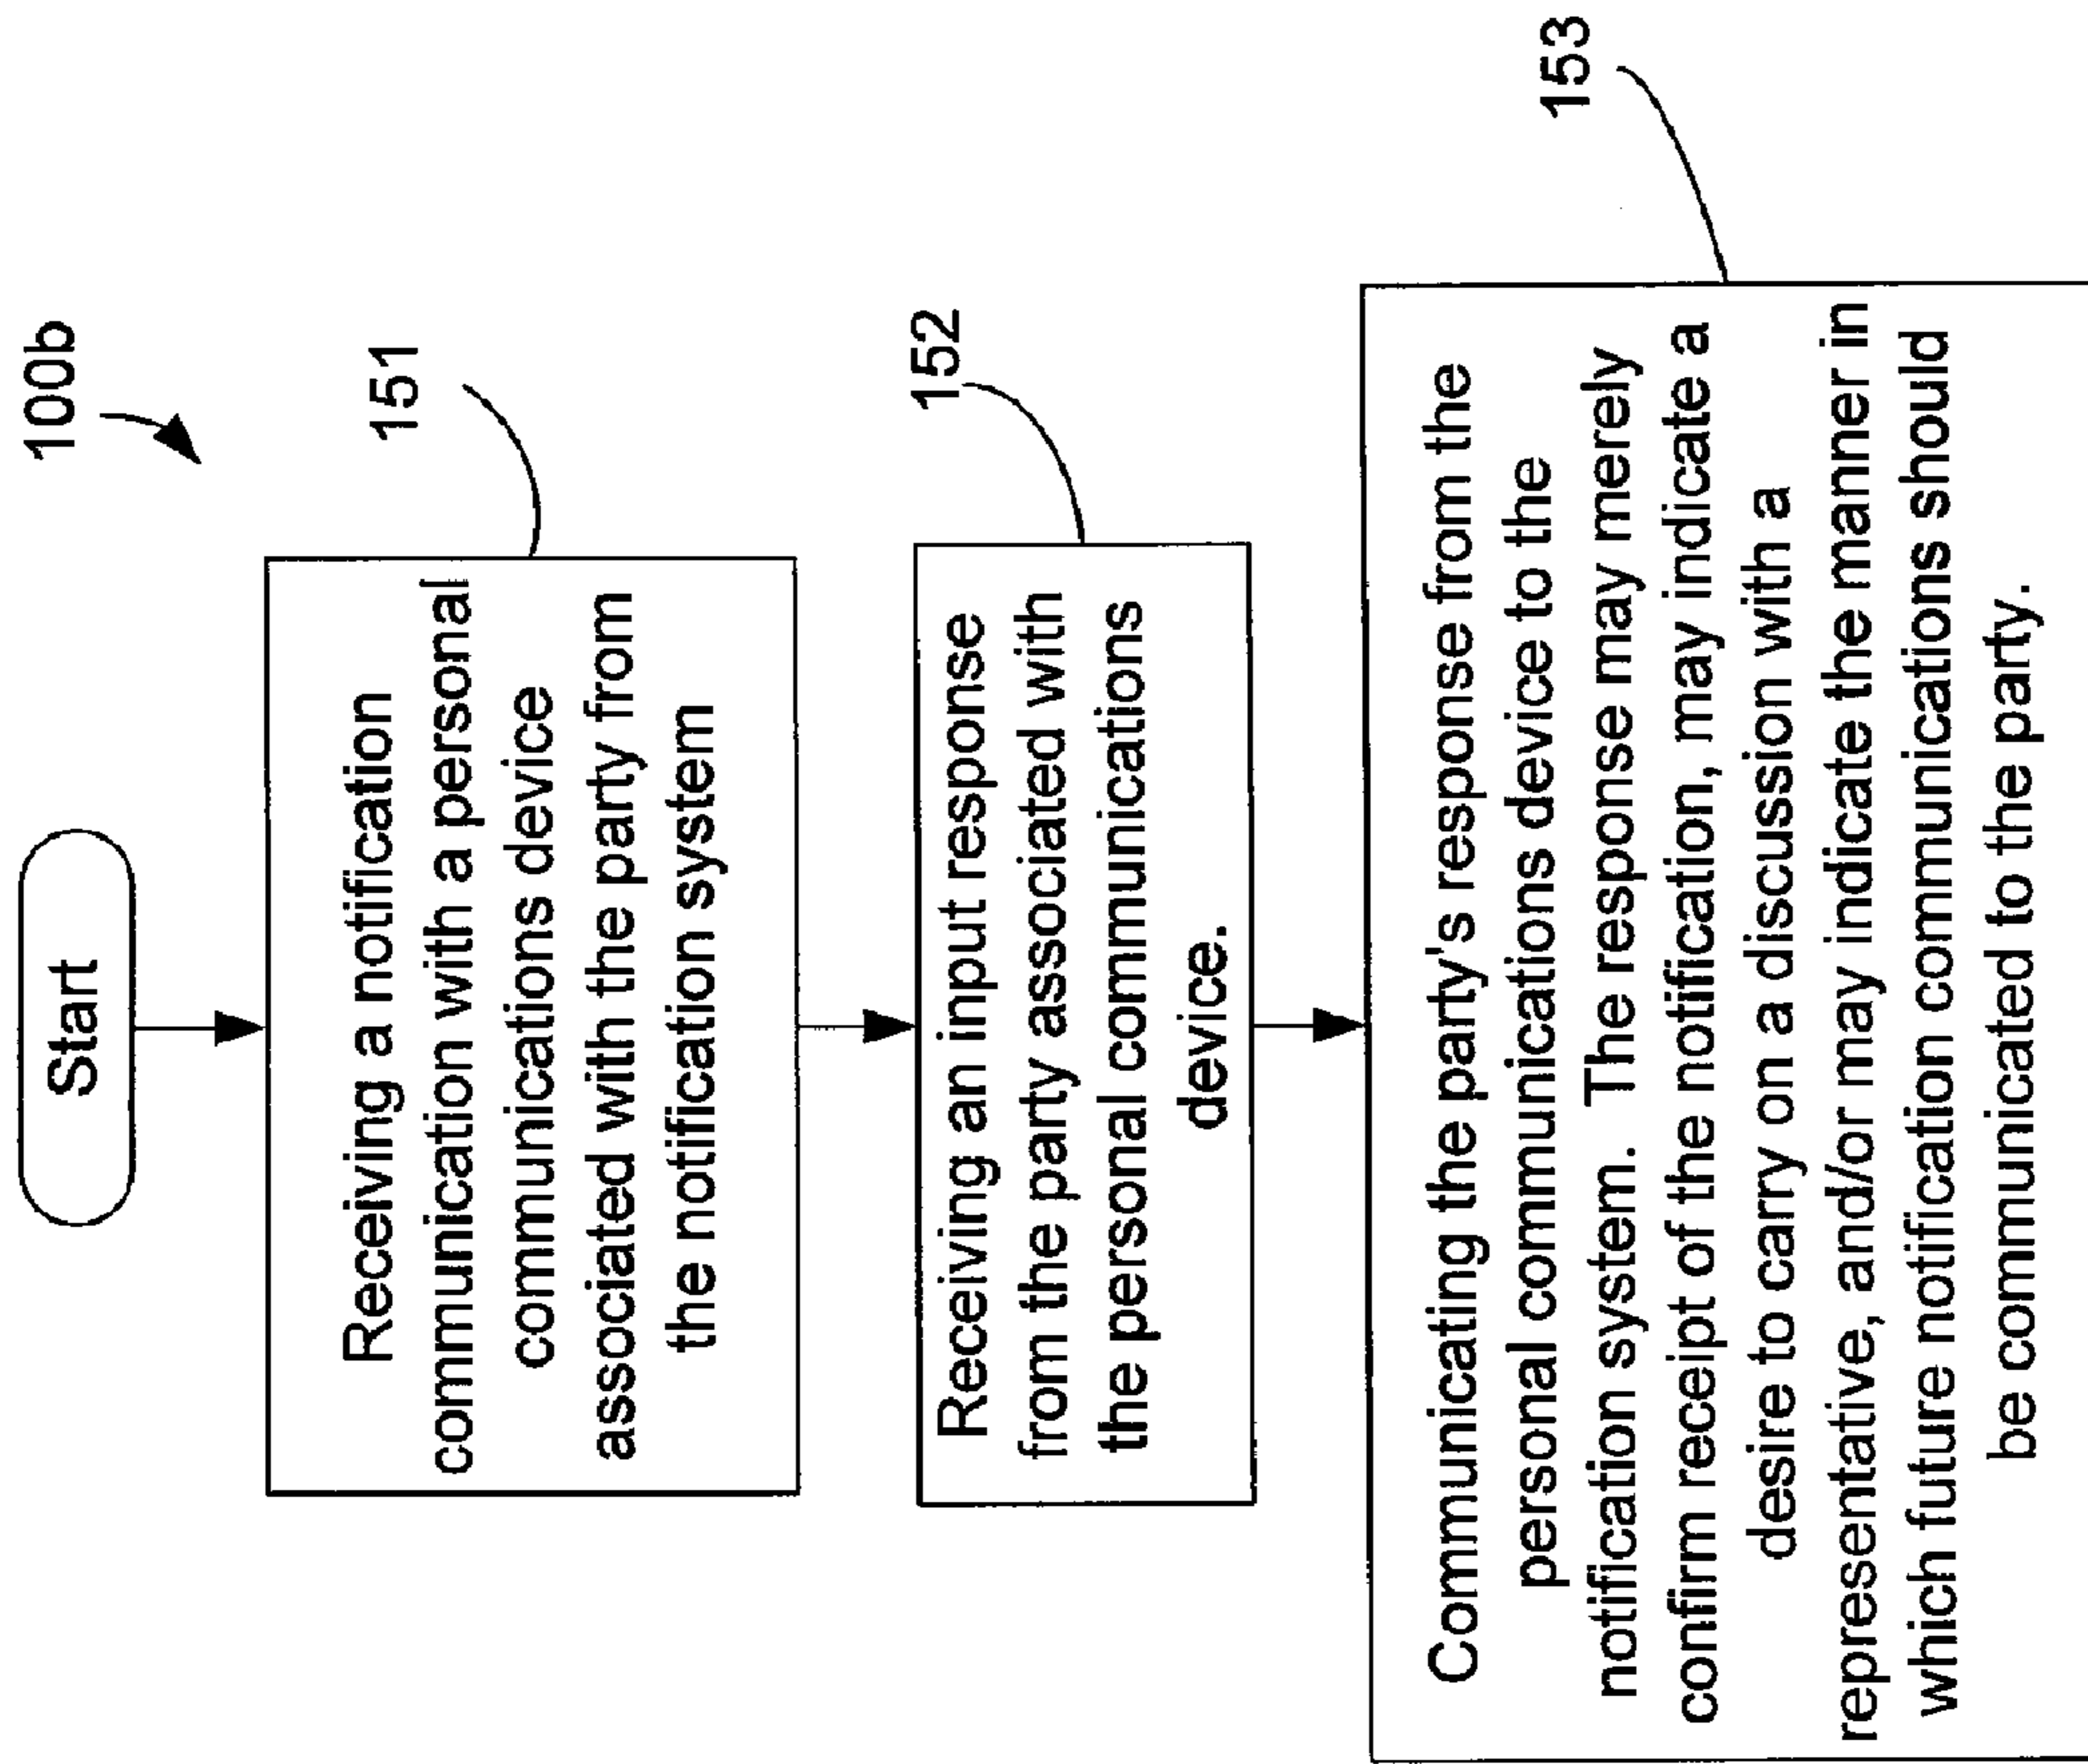 100b
Start
151
Receiving a notification
communication with a personal
communications device
associated with the party from
the notification system
152
Receiving an input response
from the party associated with
the personal communications
device.
153
Communicating the party's response from the
personal communications device to the
notification system. The response may merely
confirm receipt of the notification, may indicate a
desire to carry on a discussion with a
representative, and/or may indicate the manner in
which future notification communications should
be communicated to the party.